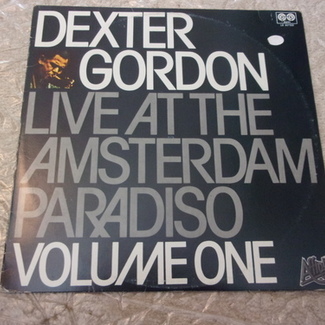 DEXTER
GORDON
LIVE AT THE
AMSTERDAM
PARADISO
VOLUME ONE